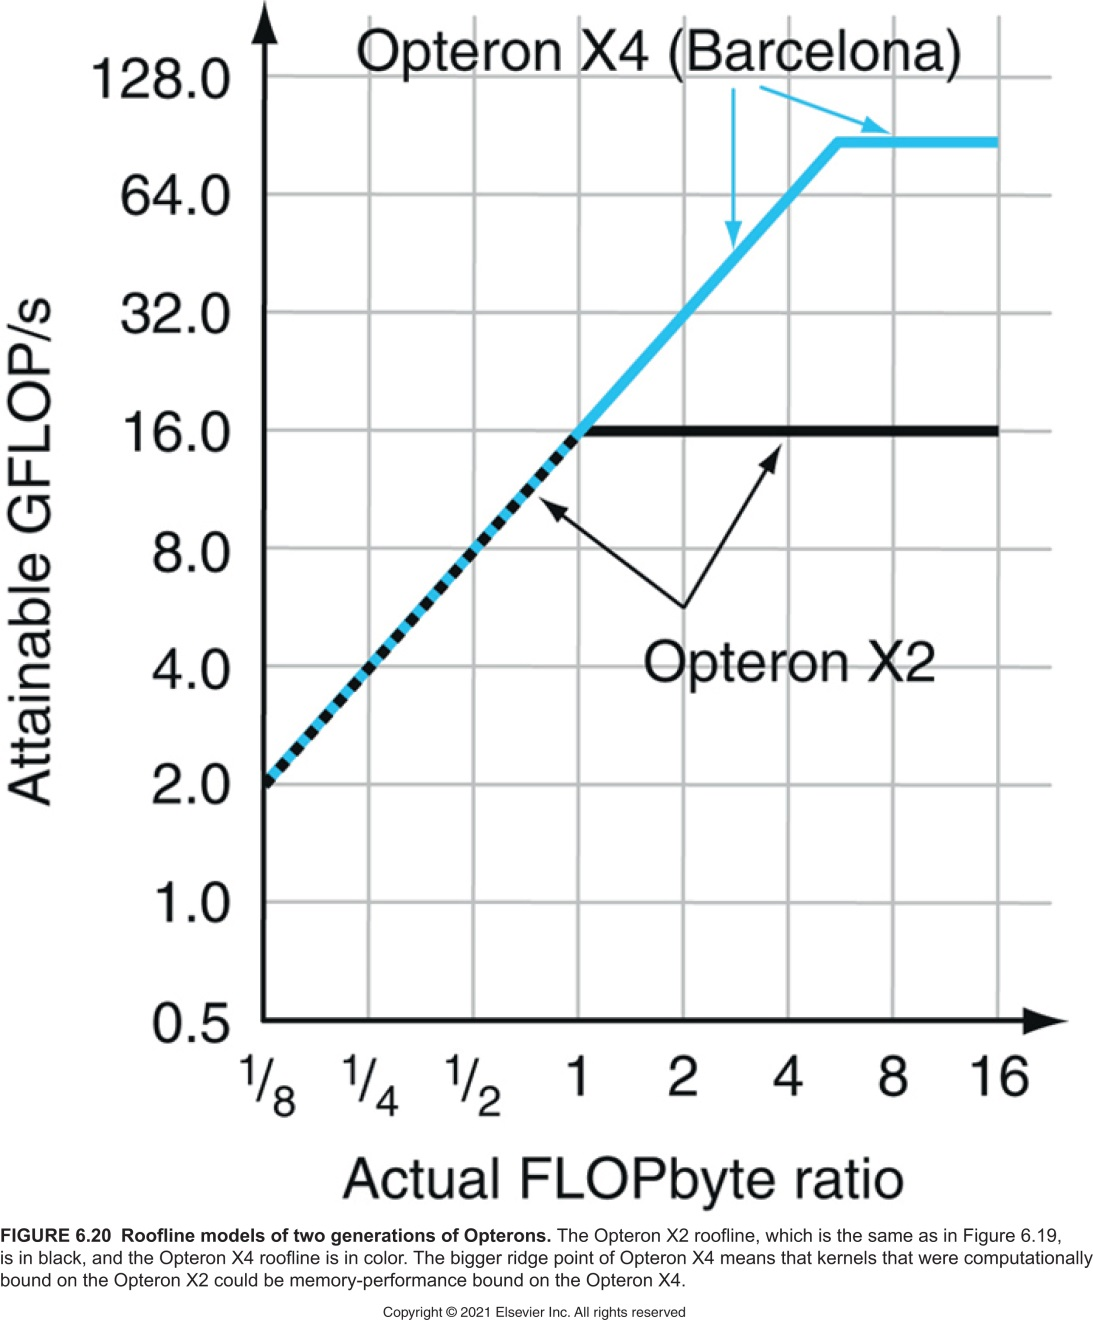 Opteron X4 (Barcelona)
128.0
64.0
32.0
16.0
8.0
4.0
2.0
1.0
0.5
Attainable GFLOP/s
Opteron X2
1/8 1/4 1/2 1 2 4 8 16
Actual FLOPbyte ratio
FIGURE 6.20 Roofline models of two generations of Opterons. The Opteron X2 roofline, which is the same as in Figure 6.19,
is in black, and the Opteron X4 roofline is in color. The bigger ridge point of Opteron X4 means that kernels that were computationally
bound on the Opteron X2 could be memory-performance bound on the Opteron X4.
Copyright © 2021 Elsevier Inc. All rights reserved